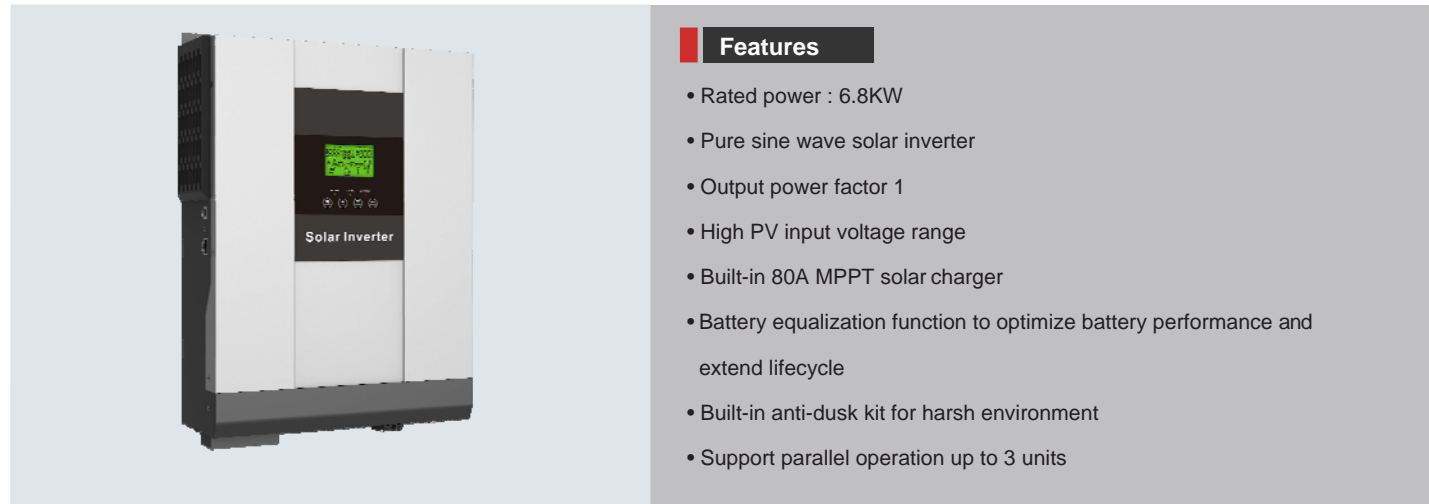 Solar Inverter
Features
• Rated power : 6.8KW
• Pure sine wave solar inverter
• Output power factor 1
• High PV input voltage range
• Built-in 80A MPPT solar charger
• Battery equalization function to optimize battery performance and
extend lifecycle
• Built-in anti-dusk kit for harsh environment
• Support parallel operation up to 3 units